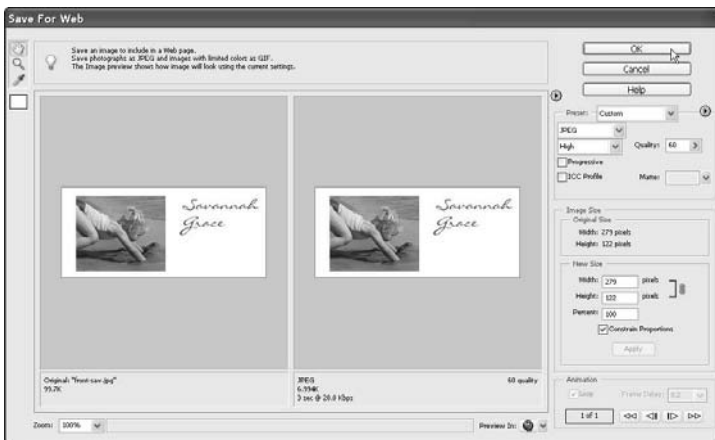 Save For Web
Save an image to include in a Web page.
Save photographs as JPEG and images with limited colors as GIF.
The Image preview shows how image will look using the current settings.
OK
Cancel
Help
Preset: Custom
JPEG
High
Quality: 60
Progressive
ICC Profile
Matte:
Savannah
Grace
Savannah
Grace
Image Size
Original Size
Width: 279 pixels
Height: 122 pixels
New Size
Width: 279 pixels
Height: 122 pixels
Percent: 100
Constrain Proportions
Apply
Original: "front-sav.jpg"
99.7K
JPEG
6.994K
3 sec @ 28.8 Kbps
60 quality
Animation
Loop
Frame Delay: 0.2
1 of 1
Zoom: 100%
Preview In: